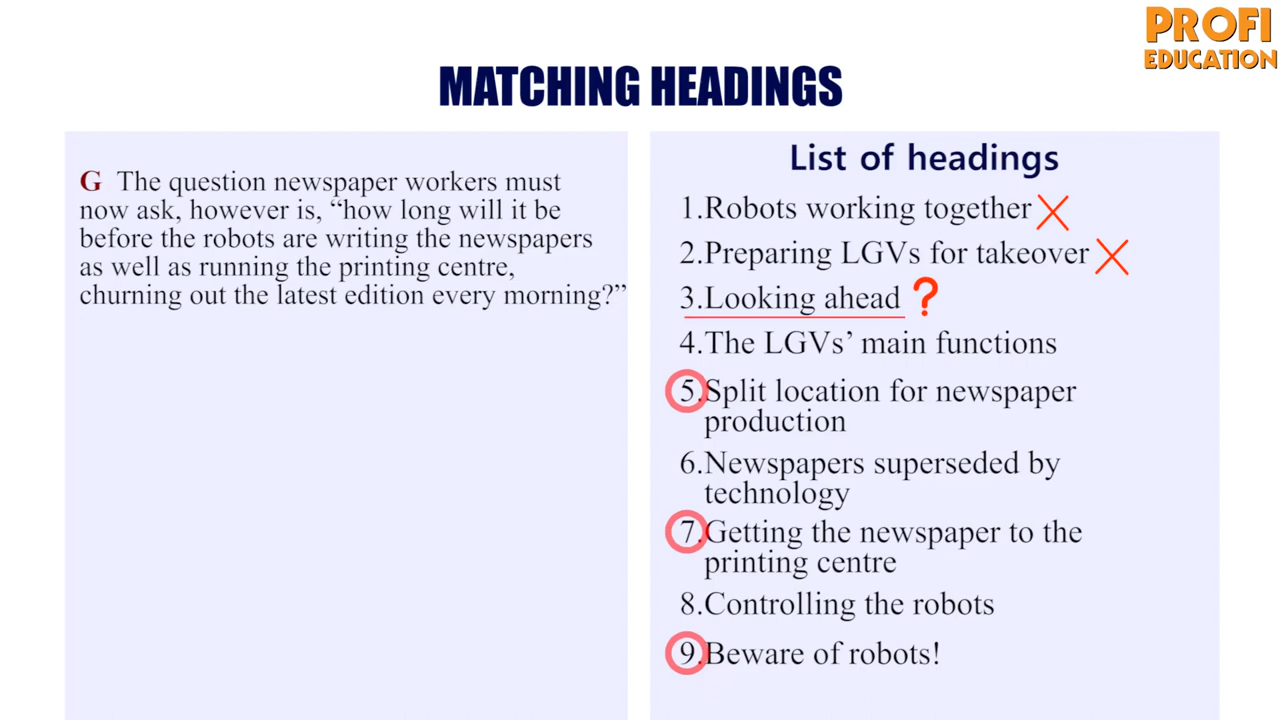 PROFI
EDUCATION
MATCHING HEADINGS
G The question newspaper workers must
now ask, however is, “how long will it be
before the robots are writing the newspapers
as well as running the printing centre,
churning out the latest edition every morning?”
List of headings
1.Robots working together
2.Preparing LGVs for takeover
3.Looking ahead ?
4.The LGVs’ main functions
5.Split location for newspaper
production
6.Newspapers superseded by
technology
7.Getting the newspaper to the
printing centre
8.Controlling the robots
9.Beware of robots!